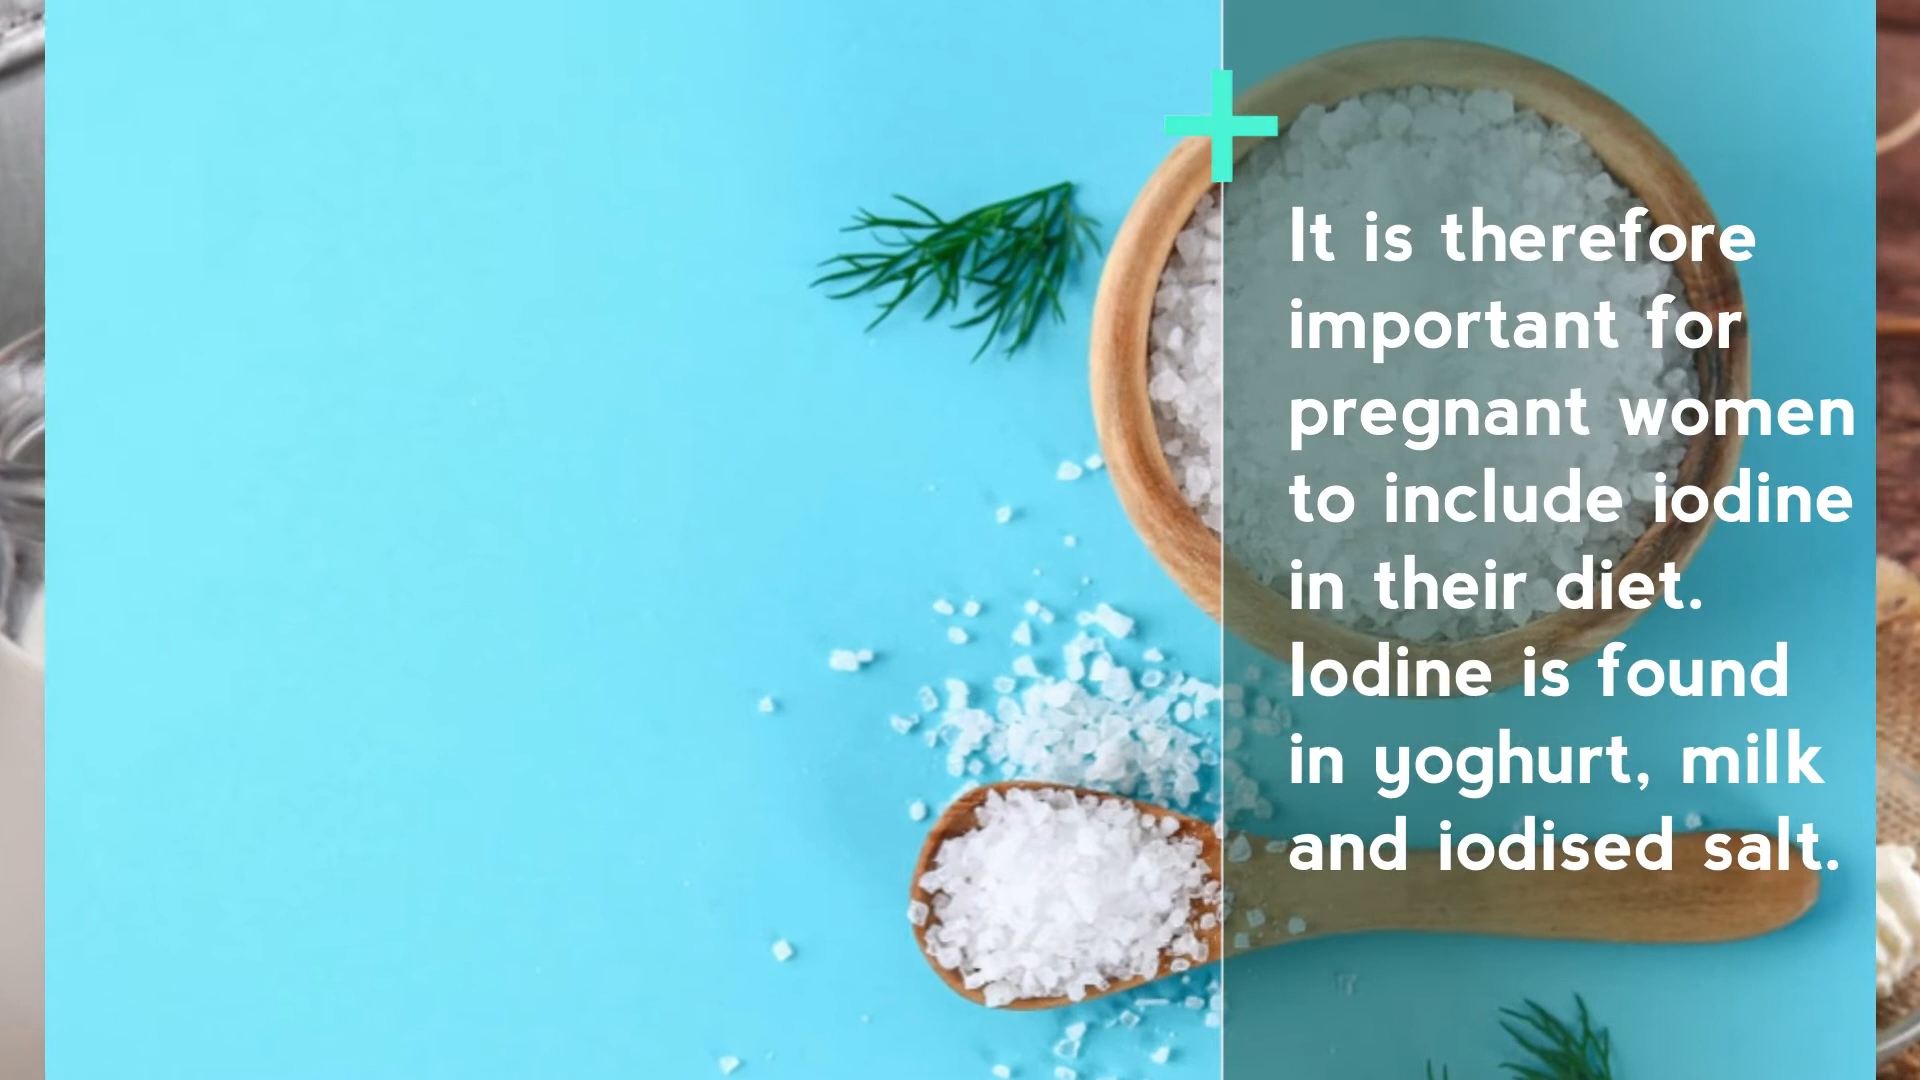 It is therefore
important for
pregnant women
to include iodine
in their diet.
Iodine is found
in yoghurt, milk
and iodised salt.